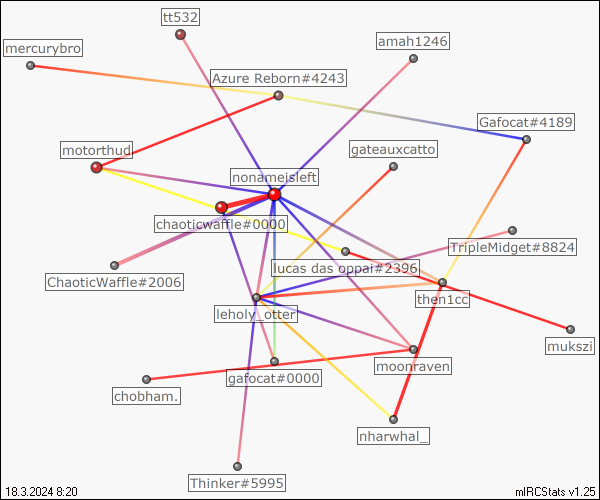 tt532
mercurybro
amah1246
Azure Reborn#4243
Gafocat#4189
motorthud
gateauxcatto
nonameisleft
chaoticwaffle#0000
TripleMidget#8824
lucas das oppai#2396
ChaoticWaffle#2006
then1cc
leholy_otter
mukszi
moonraven
gafocat#0000
chobham.
nharwhal_
Thinker#5995
18.3.2024 8:20
mIRCStats v1.25